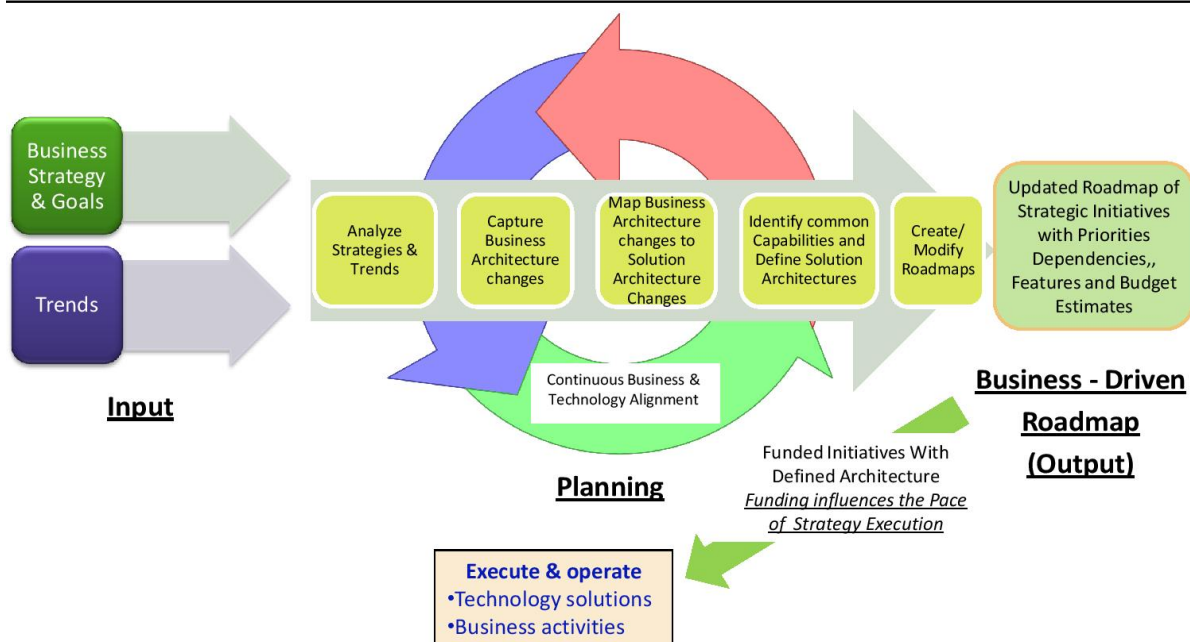 Business
Strategy
& Goals
Trends
Input
Analyze
Strategies &
Trends
Capture
Business
Architecture
changes
Map Business
Architecture
changes to
Solution
Architecture
Changes
Identify common
Capabilities and
Define Solution
Architectures
Create/
Modify
Roadmaps
Continuous Business &
Technology Alignment
Planning
Updated Roadmap of
Strategic Initiatives
with Priorities
Dependencies,,
Features and Budget
Estimates
Business - Driven
Roadmap
(Output)
Funded Initiatives With
Defined Architecture
Funding influences the Pace
of Strategy Execution
Execute & operate
•Technology solutions
•Business activities